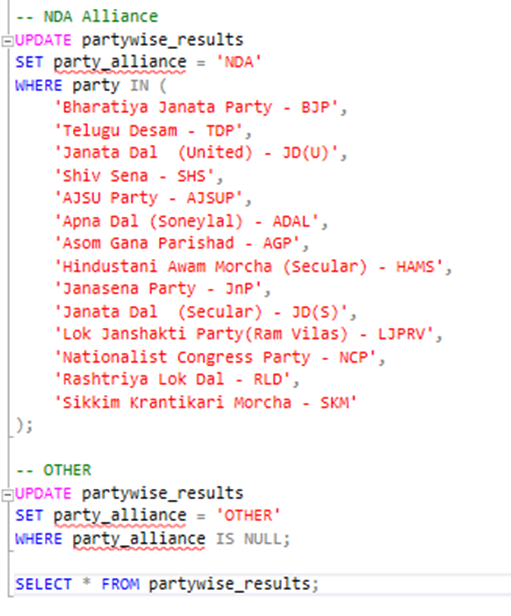 -- NDA Alliance
UPDATE partywise_results
SET party_alliance = 'NDA'
WHERE party IN (
    'Bharatiya Janata Party - BJP',
    'Telugu Desam - TDP',
    'Janata Dal  (United) - JD(U)',
    'Shiv Sena - SHS',
    'AJSU Party - AJSUP',
    'Apna Dal (Soneylal) - ADAL',
    'Asom Gana Parishad - AGP',
    'Hindustani Awam Morcha (Secular) - HAMS',
    'Janasena Party - JnP',
    'Janata Dal  (Secular) - JD(S)',
    'Lok Janshakti Party(Ram Vilas) - LJPRV',
    'Nationalist Congress Party - NCP',
    'Rashtriya Lok Dal - RLD',
    'Sikkim Krantikari Morcha - SKM'
);
-- OTHER
UPDATE partywise_results
SET party_alliance = 'OTHER'
WHERE party_alliance IS NULL;
SELECT * FROM partywise_results;